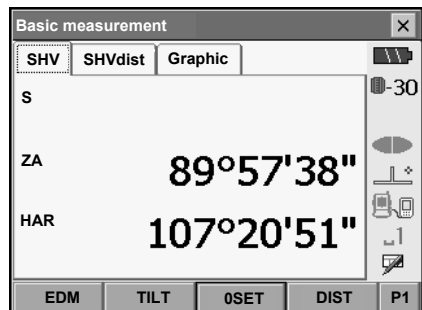 Basic measurement
SHV SHVdist Graphic
S
-30
ZA 89°57'38"
HAR 107°20'51"
1
EDM TILT 0SET DIST P1